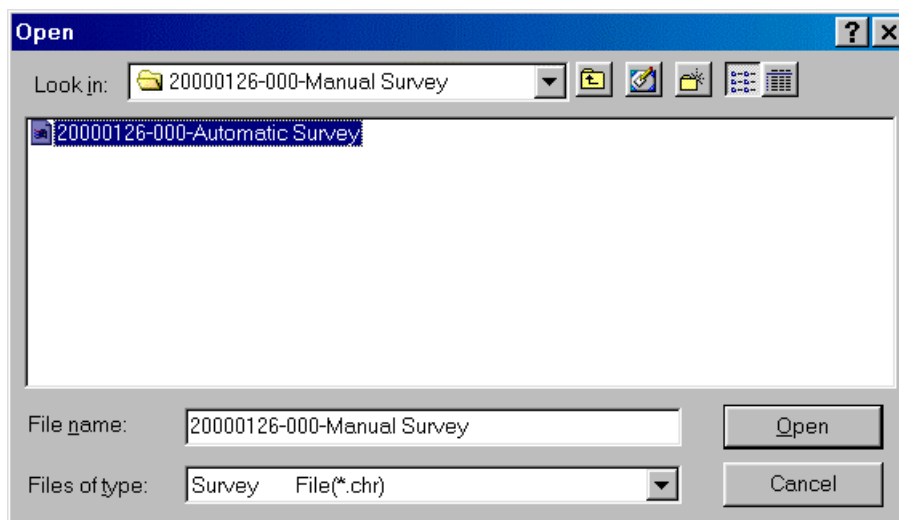 Open
Look in: 20000126-000-Manual Survey
20000126-000-Automatic Survey
File name: 20000126-000-Manual Survey Open
Files of type: Survey File(*.chr) Cancel